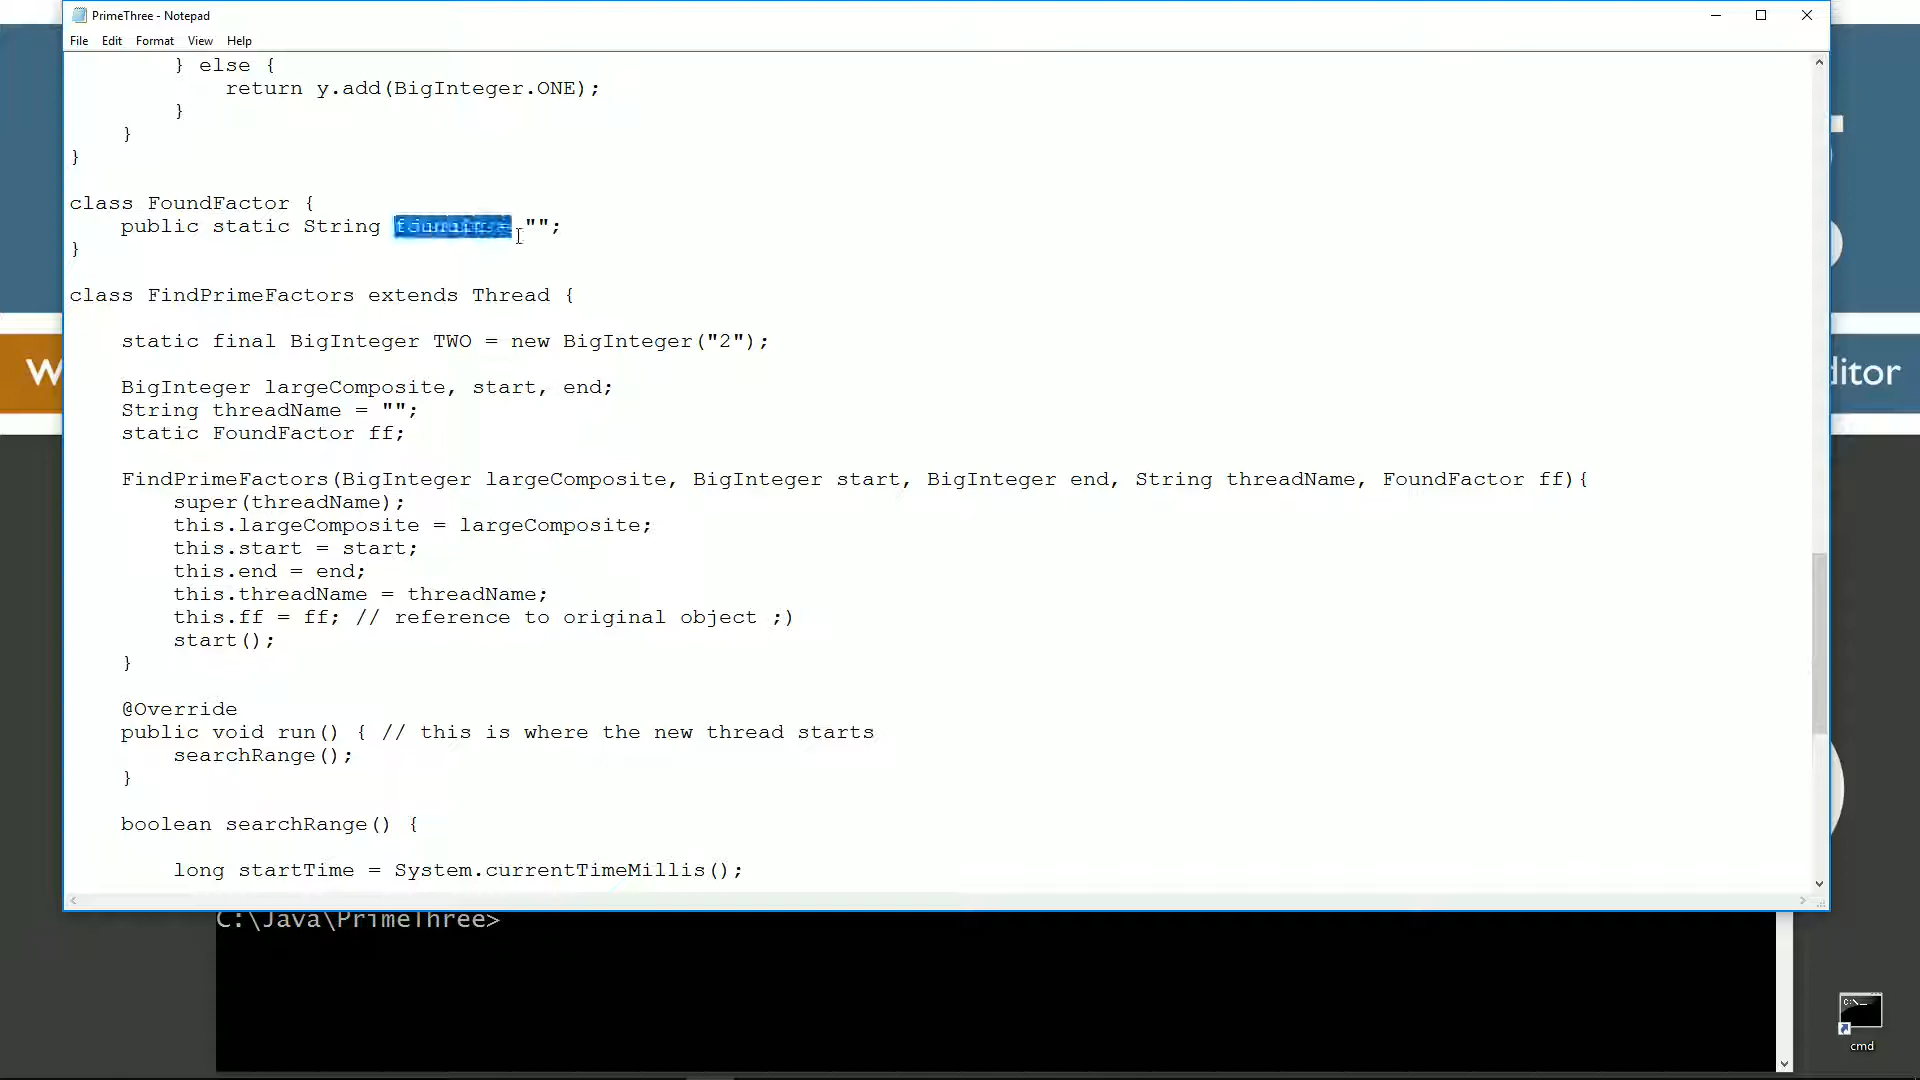 PrimeThree - Notepad
File Edit Format View Help
} else {
return y.add(BigInteger.ONE);
}
}
}
class FoundFactor {
public static String "";
}
class FindPrimeFactors extends Thread {
static final BigInteger TWO = new BigInteger("2");
BigInteger largeComposite, start, end;
String threadName = "";
static FoundFactor ff;
FindPrimeFactors(BigInteger largeComposite, BigInteger start, BigInteger end, String threadName, FoundFactor ff){
super(threadName);
this.largeComposite = largeComposite;
this.start = start;
this.end = end;
this.threadName = threadName;
this.ff = ff; // reference to original object ;)
start();
}
@Override
public void run() { // this is where the new thread starts
searchRange();
}
boolean searchRange() {
long startTime = System.currentTimeMillis();
C:\Java\PrimeThree>
W
ditor
cmd